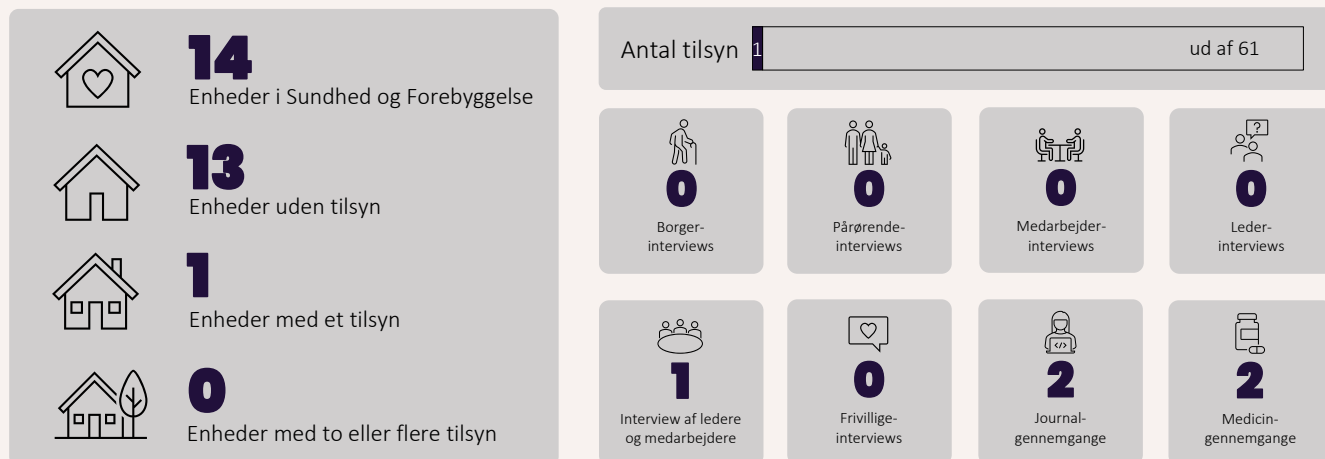 14
Enheder i Sundhed og Forebyggelse
13
Enheder uden tilsyn
1
Enheder med et tilsyn
0
Enheder med to eller flere tilsyn
Antal tilsyn 1 ud af 61
?
0
Borger-
interviews
0
Pårørende-
interviews
0
Medarbejder-
interviews
0
Leder-
interviews
1
Interview af ledere
og medarbejdere
0
Frivillige-
interviews
</>
2
Journal-
gennemgange
2
Medicin-
gennemgange